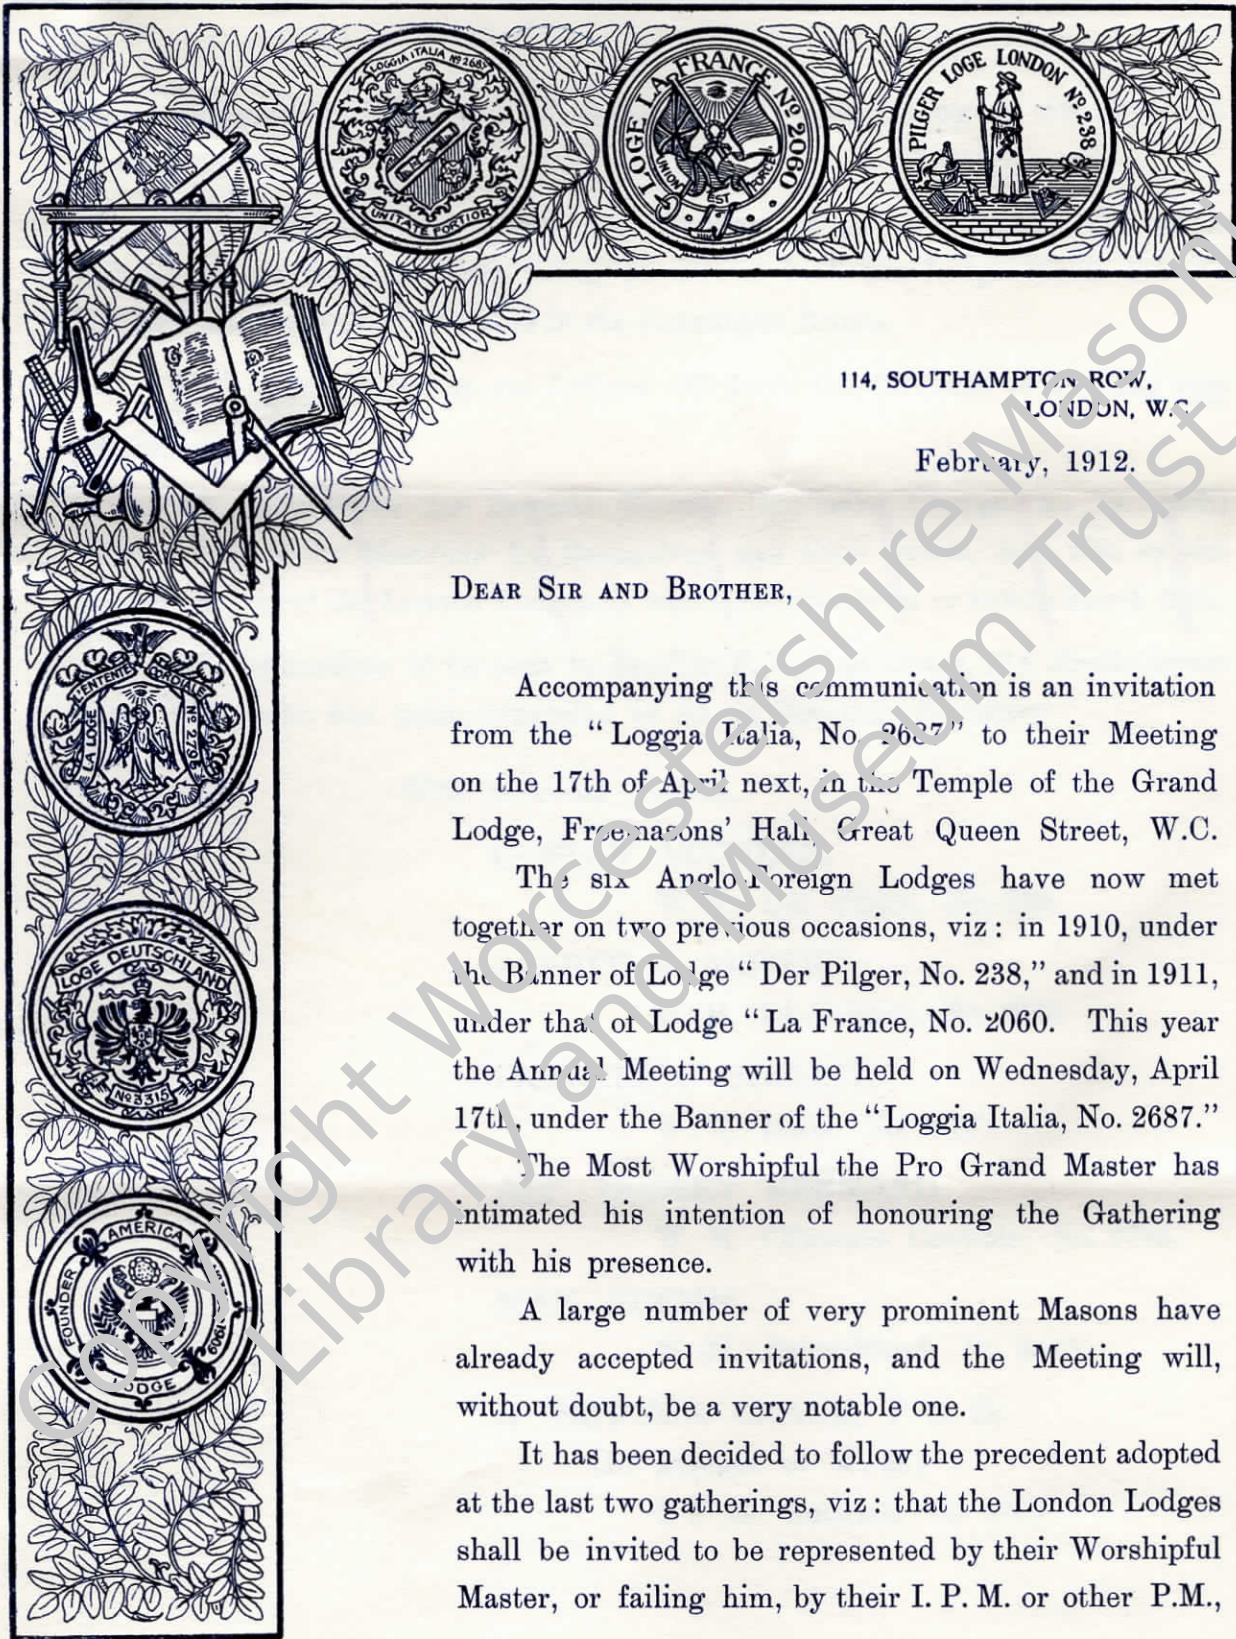 LOGGIA ITALIA Nº 2687
UNITATE FORTIOR
LOGE LA FRANCE Nº 2060
UNION EST FORTE
PILGER LOGE LONDON Nº 238
114, SOUTHAMPTON ROW,
LONDON, W.C.
February, 1912.
DEAR SIR AND BROTHER,
LA LOGE L'ENTENTE CORDIALE Nº 2796
LOGE DEUTSCHLAND
Nº 3315
FOUNDER AMERICA
LODGE
Accompanying this communication is an invitation
from the “Loggia Italia, No. 2687” to their Meeting
on the 17th of April next, in the Temple of the Grand
Lodge, Freemasons' Hall, Great Queen Street, W.C.
The six Anglo-Foreign Lodges have now met
together on two previous occasions, viz : in 1910, under
the Banner of Lodge “Der Pilger, No. 238,” and in 1911,
under that of Lodge “La France, No. 2060. This year
the Annual Meeting will be held on Wednesday, April
17th, under the Banner of the “Loggia Italia, No. 2687.”
The Most Worshipful the Pro Grand Master has
intimated his intention of honouring the Gathering
with his presence.
A large number of very prominent Masons have
already accepted invitations, and the Meeting will,
without doubt, be a very notable one.
It has been decided to follow the precedent adopted
at the last two gatherings, viz : that the London Lodges
shall be invited to be represented by their Worshipful
Master, or failing him, by their I. P. M. or other P.M.,
Copyright Worcestershire Mason
Library and Museum Trust